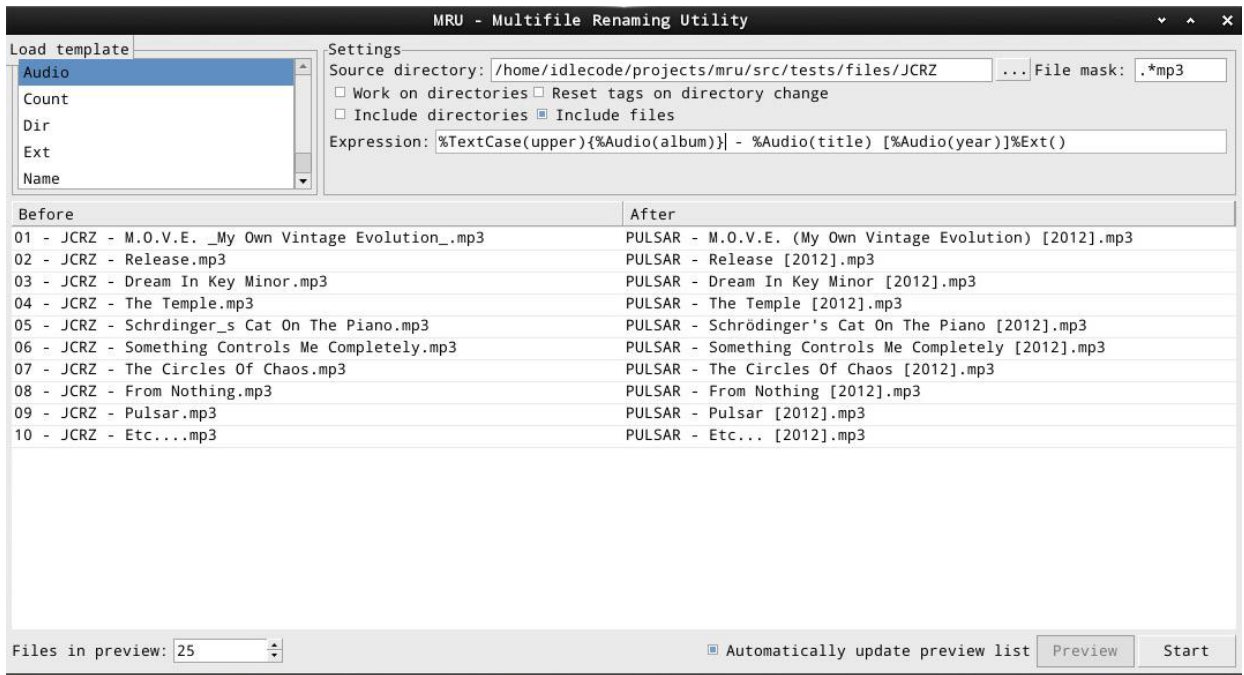 MRU - Multifile Renaming Utility
Load template
Audio
Count
Dir
Ext
Name
Settings
Source directory: /home/idlecode/projects/mru/src/tests/files/JCRZ ... File mask: .*mp3
Work on directories Reset tags on directory change
Include directories Include files
Expression: %TextCase(upper){%Audio(album)} - %Audio(title) [%Audio(year)]%Ext()
Before After
01 - JCRZ - M.O.V.E. _My Own Vintage Evolution_.mp3 PULSAR - M.O.V.E. (My Own Vintage Evolution) [2012].mp3
02 - JCRZ - Release.mp3 PULSAR - Release [2012].mp3
03 - JCRZ - Dream In Key Minor.mp3 PULSAR - Dream In Key Minor [2012].mp3
04 - JCRZ - The Temple.mp3 PULSAR - The Temple [2012].mp3
05 - JCRZ - Schrdinger_s Cat On The Piano.mp3 PULSAR - Schrödinger's Cat On The Piano [2012].mp3
06 - JCRZ - Something Controls Me Completely.mp3 PULSAR - Something Controls Me Completely [2012].mp3
07 - JCRZ - The Circles Of Chaos.mp3 PULSAR - The Circles Of Chaos [2012].mp3
08 - JCRZ - From Nothing.mp3 PULSAR - From Nothing [2012].mp3
09 - JCRZ - Pulsar.mp3 PULSAR - Pulsar [2012].mp3
10 - JCRZ - Etc....mp3 PULSAR - Etc... [2012].mp3
Files in preview: 25 Automatically update preview list Preview Start